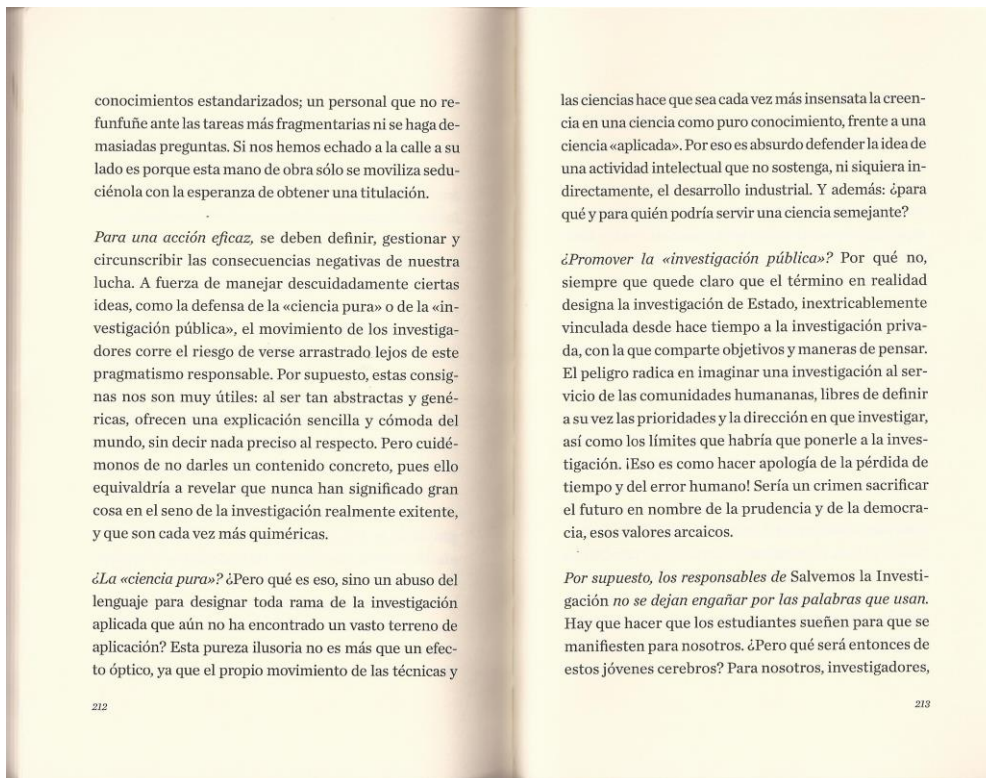 conocimientos estandarizados; un personal que no re-
funfuñe ante las tareas más fragmentarias ni se haga de-
masiadas preguntas. Si nos hemos echado a la calle a su
lado es porque esta mano de obra sólo se moviliza sedu-
ciénola con la esperanza de obtener una titulación.
Para una acción eficaz, se deben definir, gestionar y
circunscribir las consecuencias negativas de nuestra
lucha. A fuerza de manejar descuidadamente ciertas
ideas, como la defensa de la «ciencia pura» o de la «in-
vestigación pública», el movimiento de los investiga-
dores corre el riesgo de verse arrastrado lejos de este
pragmatismo responsable. Por supuesto, estas consig-
nas nos son muy útiles: al ser tan abstractas y gené-
ricas, ofrecen una explicación sencilla y cómoda del
mundo, sin decir nada preciso al respecto. Pero cuidé-
monos de no darles un contenido concreto, pues ello
equivaldría a revelar que nunca han significado gran
cosa en el seno de la investigación realmente exitente,
y que son cada vez más quiméricas.
¿La «ciencia pura»? ¿Pero qué es eso, sino un abuso del
lenguaje para designar toda rama de la investigación
aplicada que aún no ha encontrado un vasto terreno de
aplicación? Esta pureza ilusoria no es más que un efec-
to óptico, ya que el propio movimiento de las técnicas y
212
las ciencias hace que sea cada vez más insensata la creen-
cia en una ciencia como puro conocimiento, frente a una
ciencia «aplicada». Por eso es absurdo defender la idea de
una actividad intelectual que no sostenga, ni siquiera in-
directamente, el desarrollo industrial. Y además: ¿para
qué y para quién podría servir una ciencia semejante?
¿Promover la «investigación pública»? Por qué no,
siempre que quede claro que el término en realidad
designa la investigación de Estado, inextricablemente
vinculada desde hace tiempo a la investigación priva-
da, con la que comparte objetivos y maneras de pensar.
El peligro radica en imaginar una investigación al ser-
vicio de las comunidades humananas, libres de definir
a su vez las prioridades y la dirección en que investigar,
así como los límites que habría que ponerle a la inves-
tigación. ¡Eso es como hacer apología de la pérdida de
tiempo y del error humano! Sería un crimen sacrificar
el futuro en nombre de la prudencia y de la democra-
cia, esos valores arcaicos.
Por supuesto, los responsables de Salvemos la Investi-
gación no se dejan engañar por las palabras que usan.
Hay que hacer que los estudiantes sueñen para que se
manifiesten para nosotros. ¿Pero qué será entonces de
estos jóvenes cerebros? Para nosotros, investigadores,
213